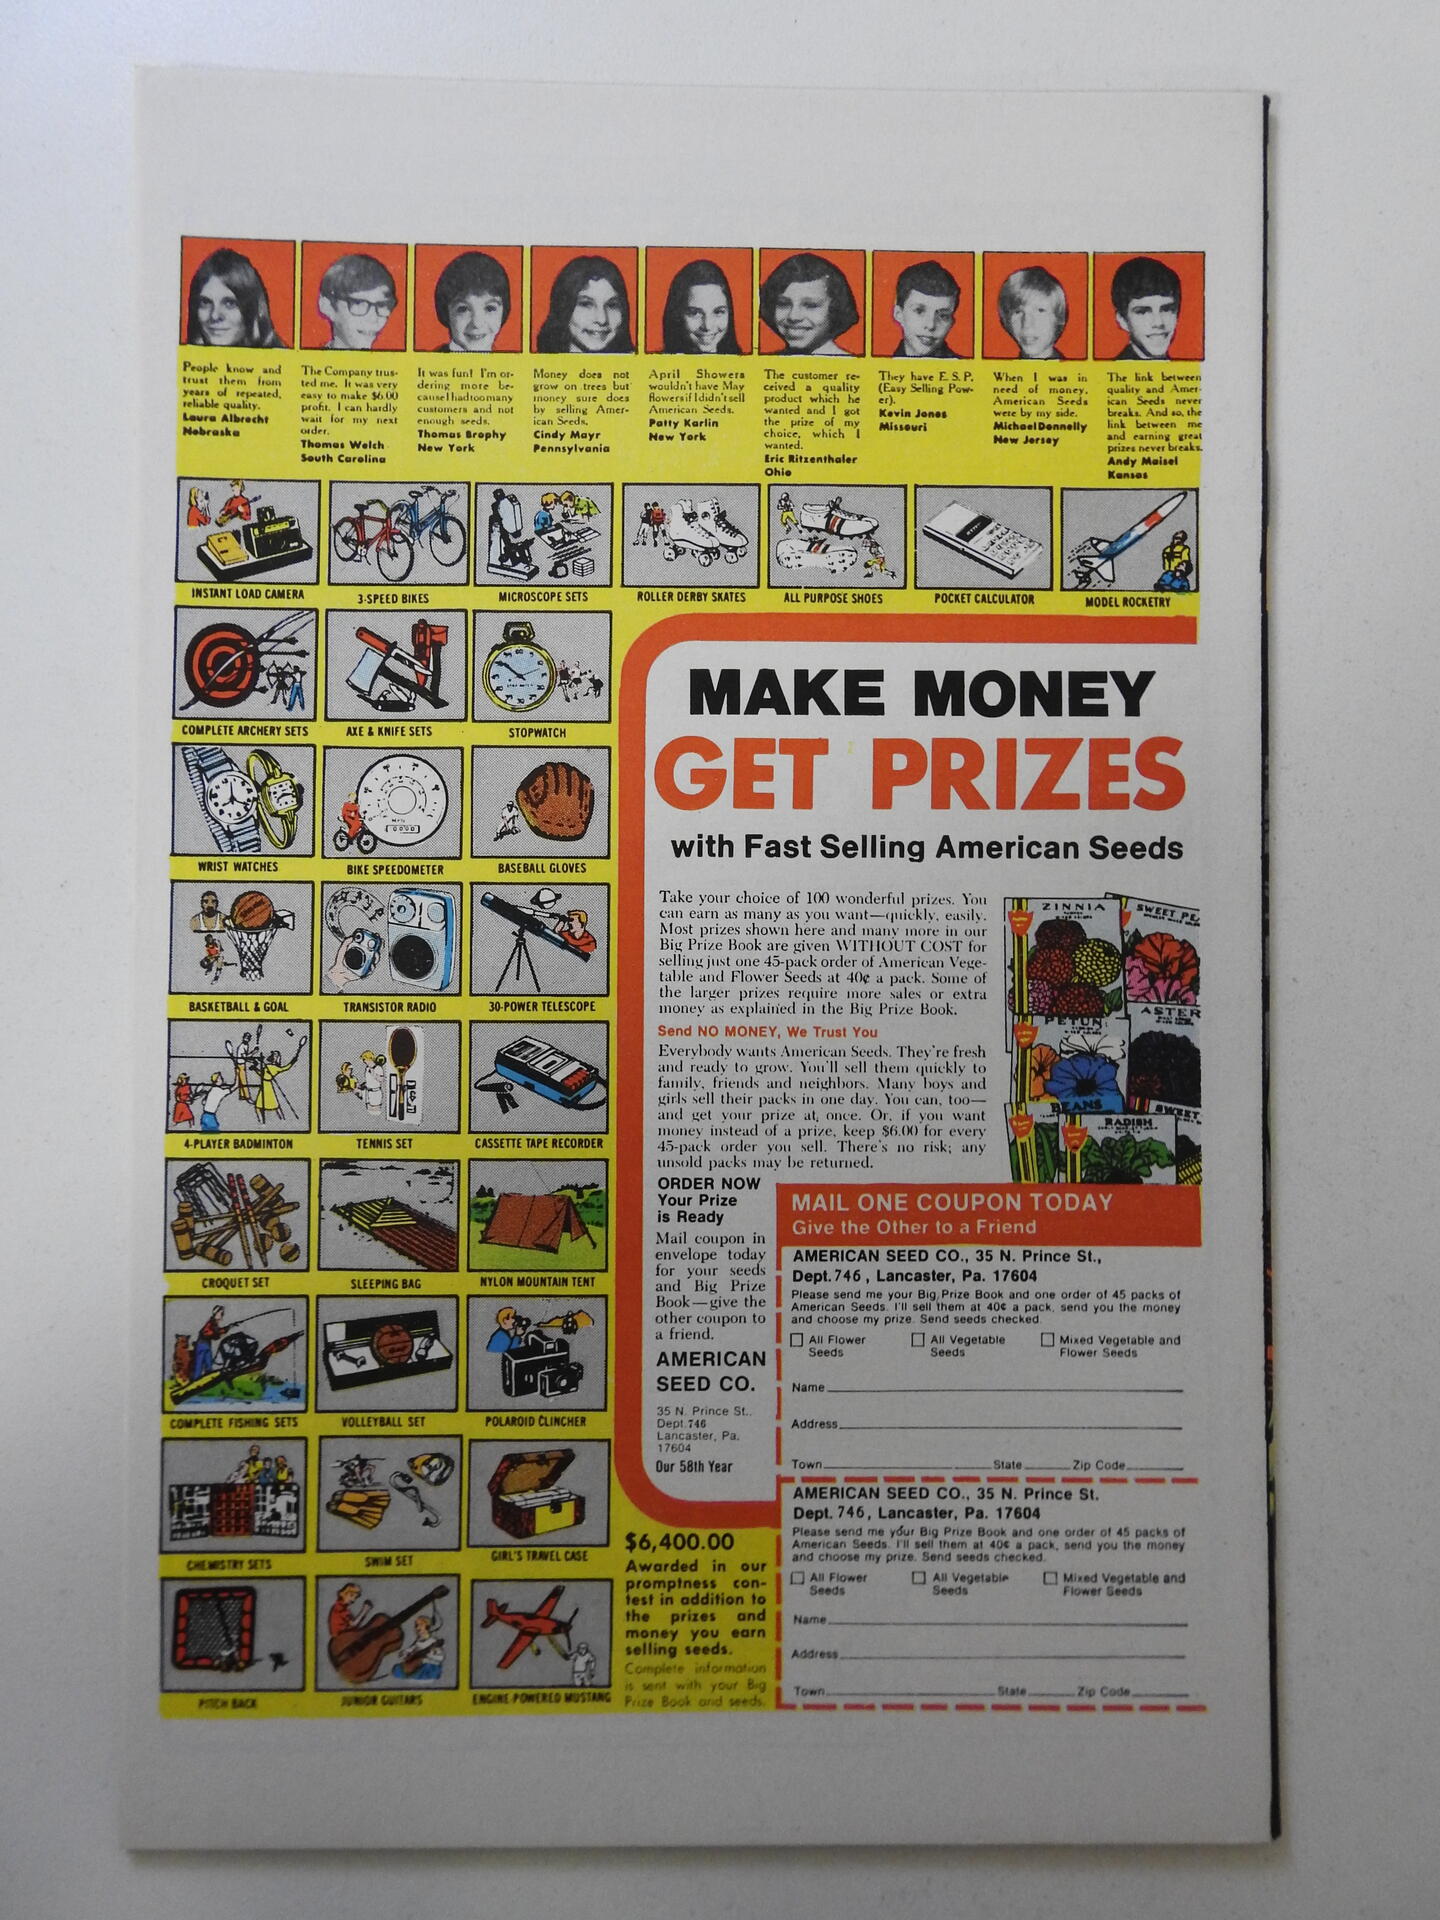 People know and
trust them from
years of repeated,
reliable quality.
Laura Albrecht
Nebraska
The Company trus-
ted me. It was very
easy to make $6.00
profit. I can hardly
wait for my next
order.
Thomas Welch
South Carolina
It was fun! I'm or-
dering more be-
cause I had too many
customers and not
enough seeds.
Thomas Brophy
New York
Money does not
grow on trees but
money sure does
by selling Amer-
ican Seeds.
Cindy Mayr
Pennsylvania
April Showers
wouldn't have May
flowers if I didn't sell
American Seeds.
Patty Karlin
New York
The customer re-
ceived a quality
product which he
wanted and I got
the prize of my
choice, which I
wanted.
Eric Ritzenthaler
Ohio
They have E.S.P.
(Easy Selling Pow-
er).
Kevin Jones
Missouri
When I was in
need of money,
American Seeds
were by my side.
Michael Donnelly
New Jersey
The link between
quality and Amer-
ican Seeds never
breaks. And so, the
link between me
and earning great
prizes never breaks.
Andy Maisel
Kansas
INSTANT LOAD CAMERA
3-SPEED BIKES
MICROSCOPE SETS
ROLLER DERBY SKATES
ALL PURPOSE SHOES
POCKET CALCULATOR
MODEL ROCKETRY
COMPLETE ARCHERY SETS
AXE & KNIFE SETS
STOPWATCH
WRIST WATCHES
BIKE SPEEDOMETER
BASEBALL GLOVES
BASKETBALL & GOAL
TRANSISTOR RADIO
30-POWER TELESCOPE
4-PLAYER BADMINTON
TENNIS SET
CASSETTE TAPE RECORDER
CROQUET SET
SLEEPING BAG
NYLON MOUNTAIN TENT
COMPLETE FISHING SETS
VOLLEYBALL SET
POLAROID CLINCHER
CHEMISTRY SETS
SWIM SET
GIRL'S TRAVEL CASE
PITCH BACK
JUNIOR GUITARS
ENGINE-POWERED MUSTANG
MAKE MONEY
GET PRIZES
with Fast Selling American Seeds
Take your choice of 100 wonderful prizes. You
can earn as many as you want—quickly, easily.
Most prizes shown here and many more in our
Big Prize Book are given WITHOUT COST for
selling just one 45-pack order of American Vege-
table and Flower Seeds at 40¢ a pack. Some of
the larger prizes require more sales or extra
money as explained in the Big Prize Book.
Send NO MONEY, We Trust You
Everybody wants American Seeds. They're fresh
and ready to grow. You'll sell them quickly to
family, friends and neighbors. Many boys and
girls sell their packs in one day. You can, too—
and get your prize at once. Or, if you want
money instead of a prize, keep $6.00 for every
45-pack order you sell. There's no risk; any
unsold packs may be returned.
ZINNIA
SWEET PE
ASTER
PETUN
BEANS
SWEET
RADISH
ORDER NOW
Your Prize
is Ready
Mail coupon in
envelope today
for your seeds
and Big Prize
Book—give the
other coupon to
a friend.
AMERICAN
SEED CO.
35 N. Prince St.,
Dept. 746
Lancaster, Pa.
17604
Our 58th Year
MAIL ONE COUPON TODAY
Give the Other to a Friend
AMERICAN SEED CO., 35 N. Prince St.,
Dept. 746, Lancaster, Pa. 17604
Please send me your Big Prize Book and one order of 45 packs of
American Seeds. I'll sell them at 40¢ a pack, send you the money
and choose my prize. Send seeds checked.
All Flower Seeds
All Vegetable Seeds
Mixed Vegetable and Flower Seeds
Name
Address
Town State Zip Code
AMERICAN SEED CO., 35 N. Prince St.
Dept. 746, Lancaster, Pa. 17604
Please send me your Big Prize Book and one order of 45 packs of
American Seeds. I'll sell them at 40¢ a pack, send you the money
and choose my prize. Send seeds checked.
All Flower Seeds
All Vegetable Seeds
Mixed Vegetable and Flower Seeds
Name
Address
Town State Zip Code
$6,400.00
Awarded in our
promptness con-
test in addition to
the prizes and
money you earn
selling seeds.
Complete information
is sent with your Big
Prize Book and seeds.